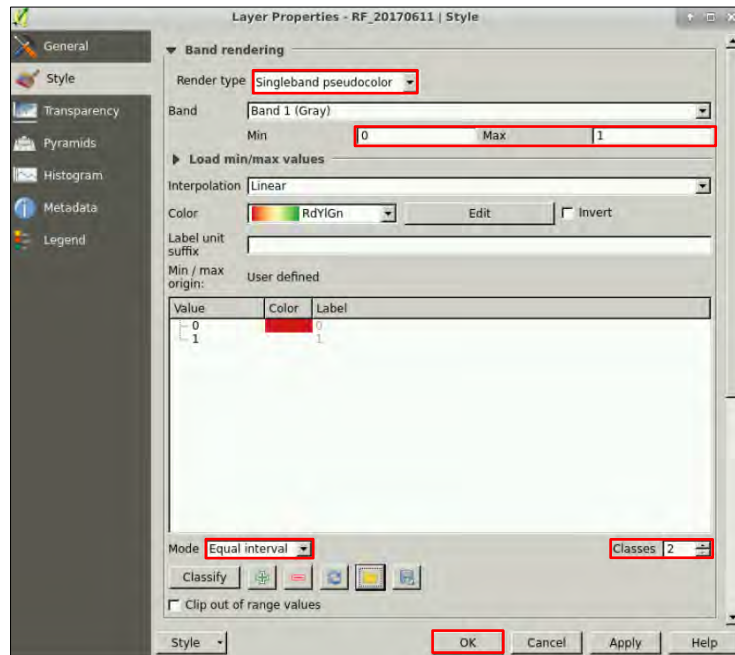 Layer Properties - RF_20170611 | Style
General
Style
Transparency
Pyramids
Histogram
Metadata
Legend
Band rendering
Render type Singleband pseudocolor
Band Band 1 (Gray)
Min 0 Max 1
Load min/max values
Interpolation Linear
Color RdYlGn Edit Invert
Label unit
suffix
Min / max
origin: User defined
Value Color Label
0 0
1 1
Mode Equal interval Classes 2
Classify
Clip out of range values
Style OK Cancel Apply Help